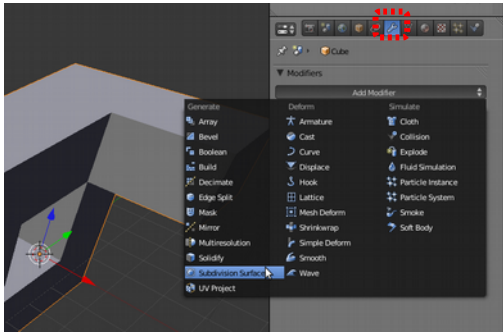 Cube
Modifiers
Add Modifier
Generate
Array
Bevel
Boolean
Build
Decimate
Edge Split
Mask
Mirror
Multiresolution
Solidify
Subdivision Surface
UV Project
Deform
Armature
Cast
Curve
Displace
Hook
Lattice
Mesh Deform
Shrinkwrap
Simple Deform
Smooth
Wave
Simulate
Cloth
Collision
Explode
Fluid Simulation
Particle Instance
Particle System
Smoke
Soft Body